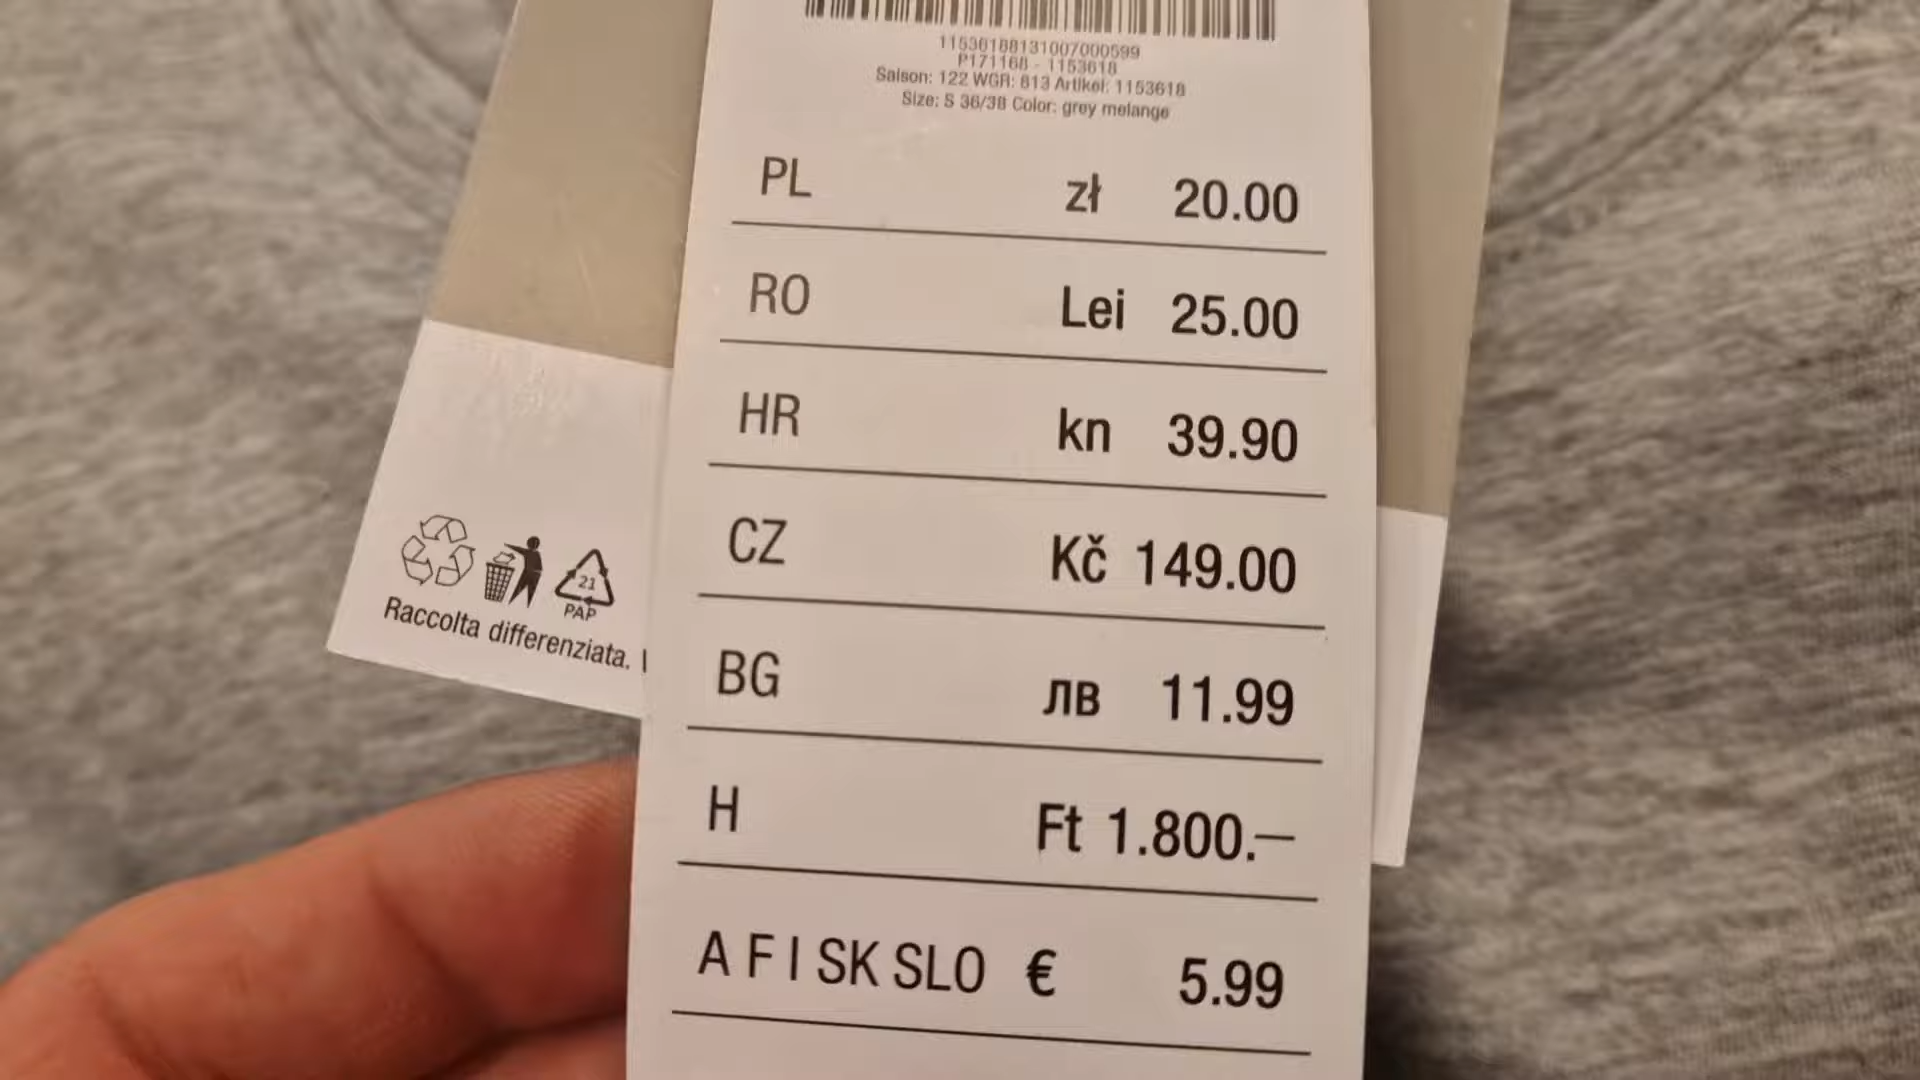 11536188131007000599
P171168 - 1153618
Saison: 122 WGR: 813 Artikel: 1153618
Size: S 36/38 Color: grey melange
PL zł 20.00
RO Lei 25.00
HR kn 39.90
CZ Kč 149.00
BG лв 11.99
H Ft 1.800.—
A F I SK SLO € 5.99
21
PAP
Raccolta differenziata.